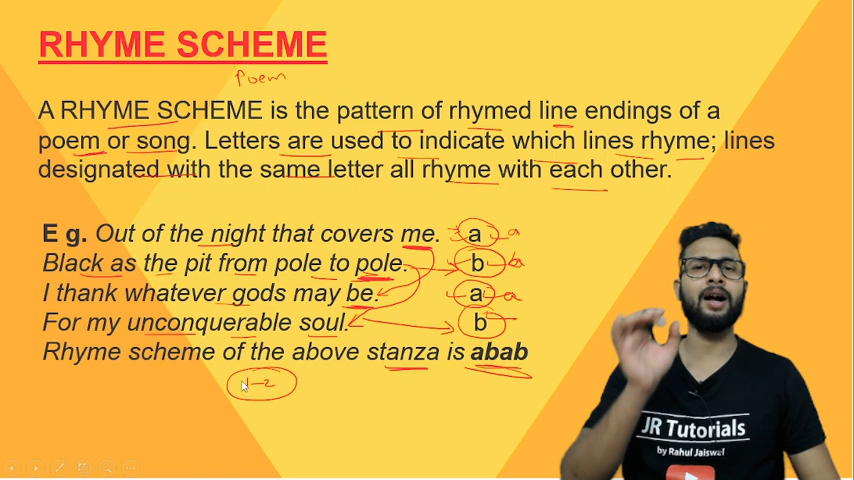 RHYME SCHEME
Poem
A RHYME SCHEME is the pattern of rhymed line endings of a
poem or song. Letters are used to indicate which lines rhyme; lines
designated with the same letter all rhyme with each other.
E g. Out of the night that covers me. a a
Black as the pit from pole to pole. b b
I thank whatever gods may be. a a
For my unconquerable soul. b
Rhyme scheme of the above stanza is abab
1-2
JR Tutorials
by Rahul Jaiswal